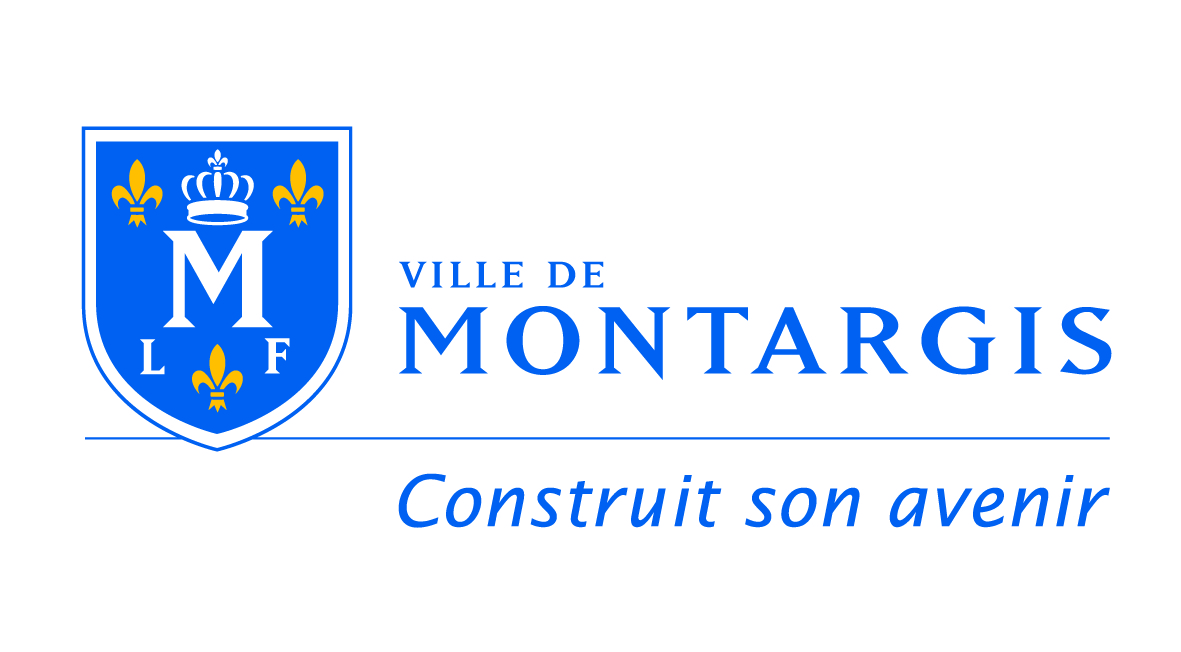 M
L F
VILLE DE
MONTARGIS
Construit son avenir